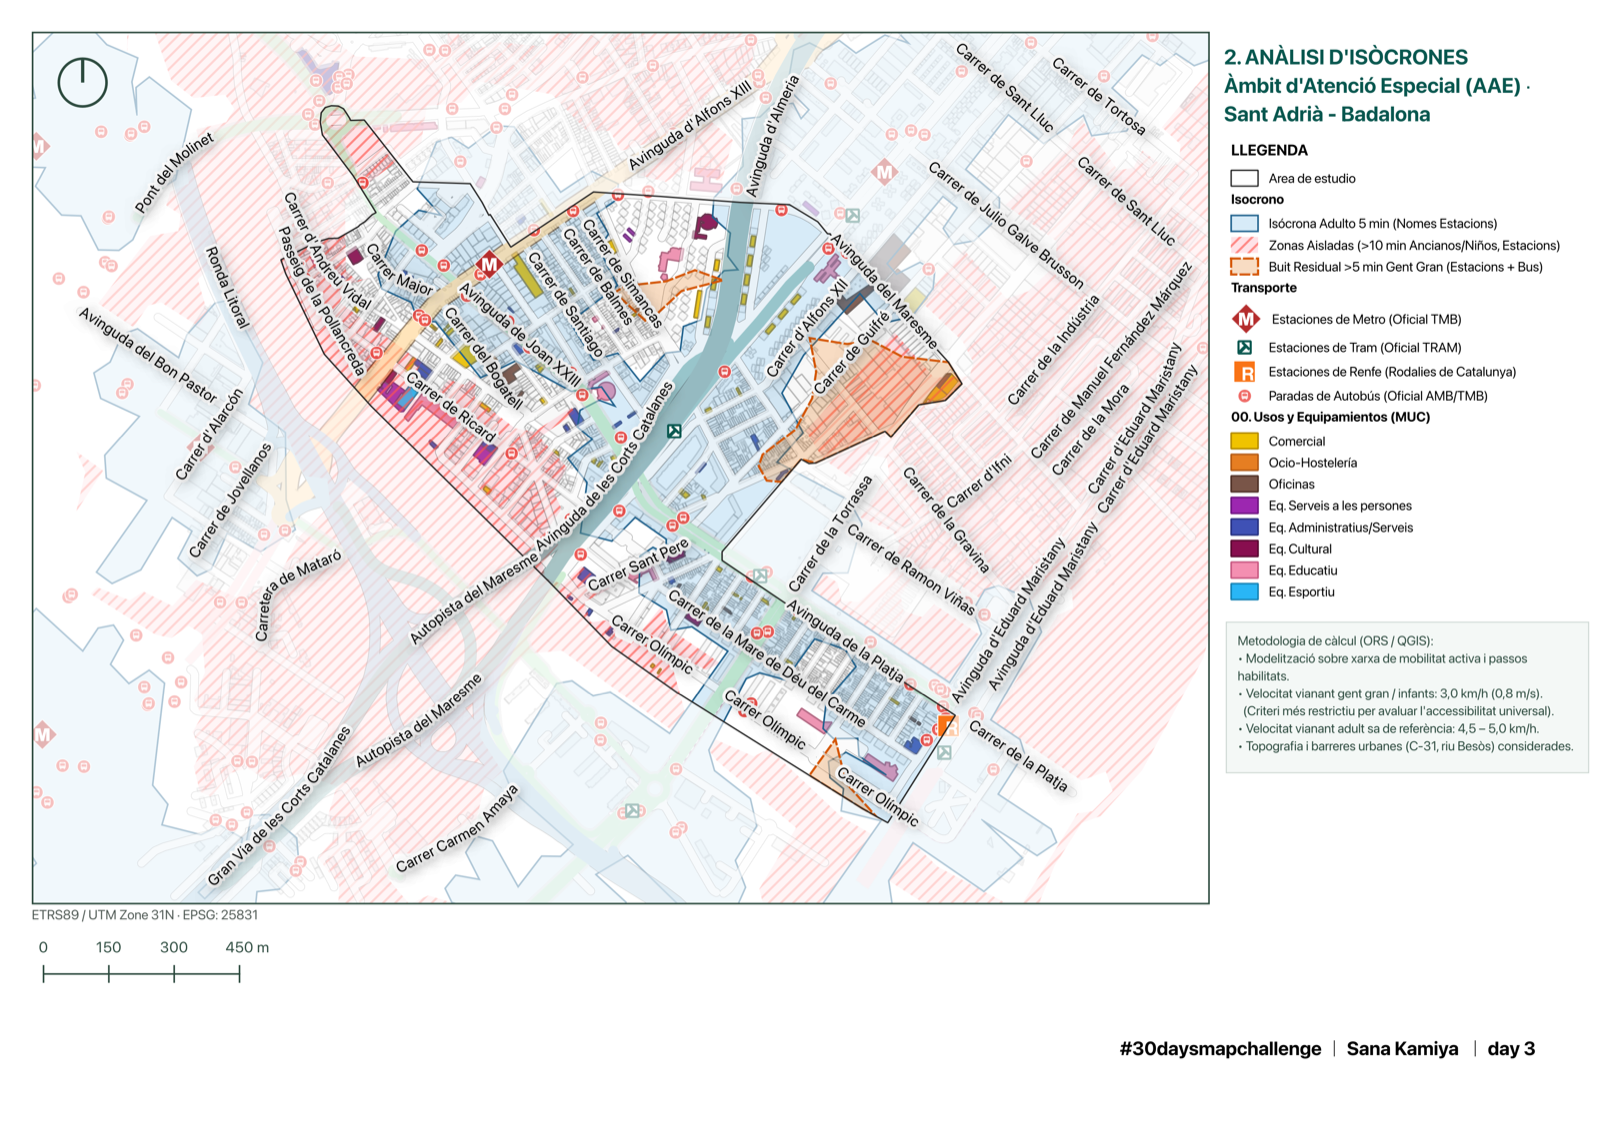 2. ANÀLISI D'ISÒCRONES
Àmbit d'Atenció Especial (AAE) ·
Sant Adrià - Badalona
LLEGENDA
Area de estudio
Isocrono
Isócrona Adulto 5 min (Nomes Estacions)
Zonas Aisladas (>10 min Ancianos/Niños, Estacions)
Buit Residual >5 min Gent Gran (Estacions + Bus)
Transporte
M Estaciones de Metro (Oficial TMB)
Estaciones de Tram (Oficial TRAM)
R Estaciones de Renfe (Rodalies de Catalunya)
Paradas de Autobús (Oficial AMB/TMB)
00. Usos y Equipamientos (MUC)
Comercial
Ocio-Hostelería
Oficinas
Eq. Serveis a les persones
Eq. Administratius/Serveis
Eq. Cultural
Eq. Educatiu
Eq. Esportiu
Metodologia de càlcul (ORS / QGIS):
• Modelització sobre xarxa de mobilitat activa i passos
habilitats.
• Velocitat vianant gent gran / infants: 3,0 km/h (0,8 m/s).
(Criteri més restrictiu per avaluar l'accessibilitat universal).
• Velocitat vianant adult sa de referència: 4,5 – 5,0 km/h.
• Topografia i barreres urbanes (C-31, riu Besòs) considerades.
Carrer de Sant Lluc
Carrer de Tortosa
Avinguda d'Alfons XIII
Avinguda d'Almeria
Pont del Molinet
Carrer de Julio Galve Brusson
Carrer de Sant Lluc
Carrer d'Andreu Vidal
Passeig de la Pollancreda
Carrer Major
Ronda Litoral
Carrer de Simancas
Carrer de Balmes
Carrer de Santiago
Avinguda de Joan XXIII
Carrer del Bogatell
Carrer de Ricard
Avinguda del Maresme
Carrer d'Alfons XII
Carrer de Guifré
Carrer de la Indústria
Carrer de Manuel Fernández Márquez
Carrer de la Mora
Carrer d'Eduard Maristany
Carrer d'Eduard Maristany
Avinguda del Bon Pastor
Carrer d'Alarcón
Carrer de Jovellanos
Carretera de Mataró
Avinguda de les Corts Catalanes
Autopista del Maresme
Autopista del Maresme
Gran Via de les Corts Catalanes
Carrer Carmen Amaya
Carrer Sant Pere
Carrer Olímpic
Carrer Olímpic
Carrer Olímpic
Carrer de la Mare de Déu del Carme
Avinguda de la Platja
Carrer de la Torrassa
Carrer de Ramon Viñas
Carrer de la Gravina
Carrer d'Ifni
Avinguda d'Eduard Maristany
Avinguda d'Eduard Maristany
Carrer de la Platja
M
M
M
M
R
ETRS89 / UTM Zone 31N · EPSG: 25831
0 150 300 450 m
#30daysmapchallenge | Sana Kamiya | day 3